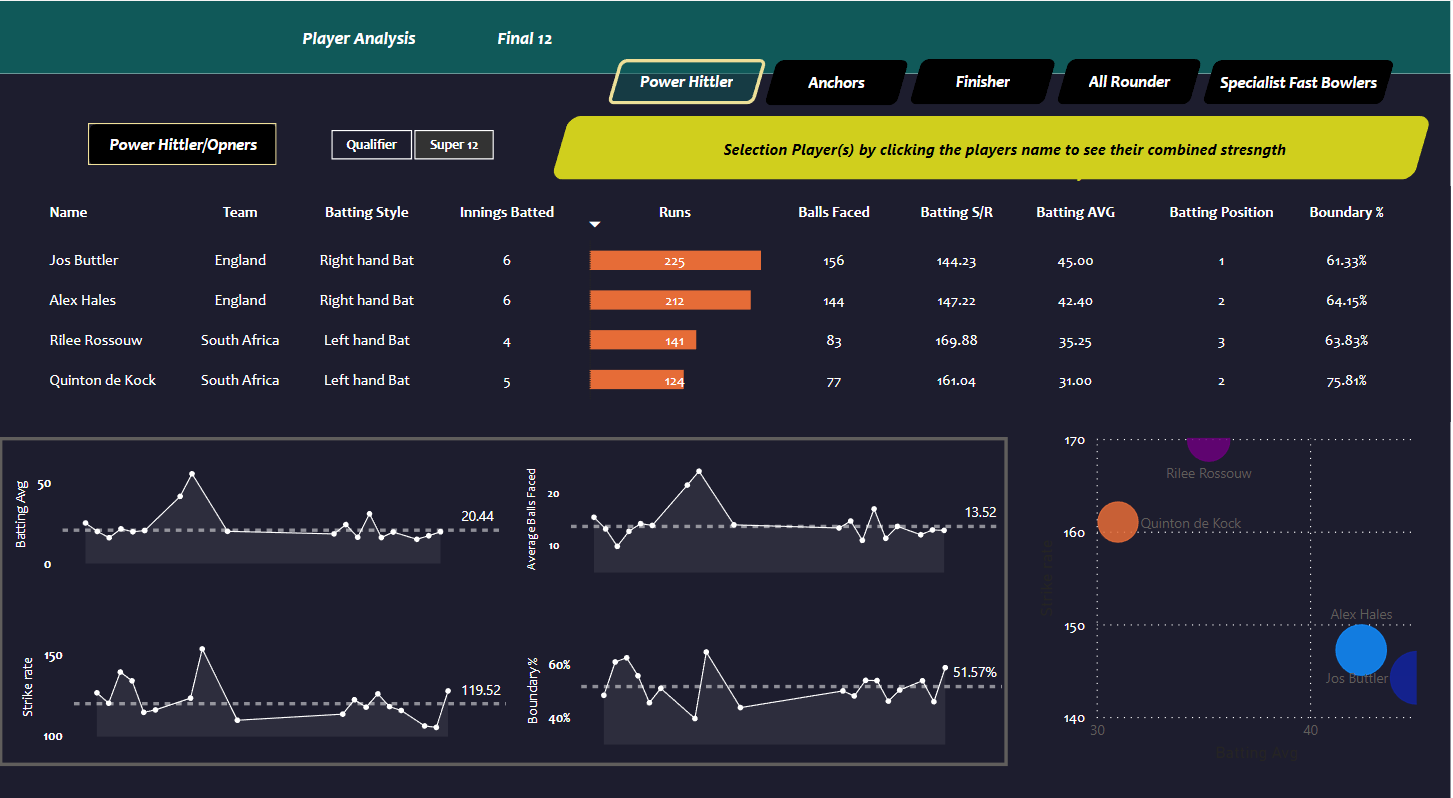 Player Analysis Final 12
Power Hittler Anchors Finisher All Rounder Specialist Fast Bowlers
Power Hittler/Opners Qualifier Super 12
Selection Player(s) by clicking the players name to see their combined stresngth
Name Team Batting Style Innings Batted Runs Balls Faced Batting S/R Batting AVG Batting Position Boundary %
Jos Buttler England Right hand Bat 6 225 156 144.23 45.00 1 61.33%
Alex Hales England Right hand Bat 6 212 144 147.22 42.40 2 64.15%
Rilee Rossouw South Africa Left hand Bat 4 141 83 169.88 35.25 3 63.83%
Quinton de Kock South Africa Left hand Bat 5 124 77 161.04 31.00 2 75.81%
Batting Avg
50
0
20.44
Averag Balls Faced
20
10
13.52
Strike rate
150
100
119.52
Boundary%
60%
40%
51.57%
Strike rate
170
160
150
140
Rilee Rossouw
Quinton de Kock
Alex Hales
Jos Buttler
30 40
Batting Avg